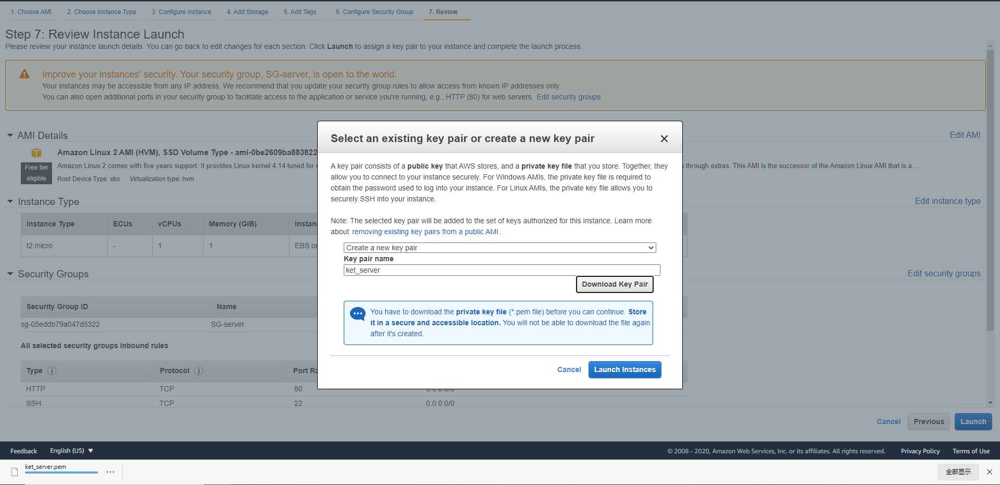 1. Choose AMI 2. Choose Instance Type 3. Configure Instance 4. Add Storage 5. Add Tags 6. Configure Security Group 7. Review
Step 7: Review Instance Launch
Please review your instance launch details. You can go back to edit changes for each section. Click Launch to assign a key pair to your instance and complete the launch process.
Improve your instances' security. Your security group, SG-server, is open to the world.
Your instances may be accessible from any IP address. We recommend that you update your security group rules to allow access from known IP addresses only.
You can also open additional ports in your security group to facilitate access to the application or service you're running, e.g., HTTP (80) for web servers. Edit security groups
AMI Details
Edit AMI
Amazon Linux 2 AMI (HVM), SSD Volume Type - ami-0be2609ba883822
Free tier
eligible
Amazon Linux 2 comes with five years support. It provides Linux kernel 4.14 tuned for
through extras. This AMI is the successor of the Amazon Linux AMI that is a...
Root Device Type: ebs Virtualization type: hvm
Instance Type
Edit instance type
Instance Type ECUs vCPUs Memory (GiB)
t2.micro - 1 1 EBS
Security Groups
Edit security groups
Security Group ID Name
sg-05eddb79a047d5322 SG-server
All selected security groups inbound rules
Type i Protocol i Port
HTTP TCP 80 0.0.0.0/0
SSH TCP 22 0.0.0.0/0
Select an existing key pair or create a new key pair
A key pair consists of a public key that AWS stores, and a private key file that you store. Together, they
allow you to connect to your instance securely. For Windows AMIs, the private key file is required to
obtain the password used to log into your instance. For Linux AMIs, the private key file allows you to
securely SSH into your instance.
Note: The selected key pair will be added to the set of keys authorized for this instance. Learn more
about removing existing key pairs from a public AMI .
Create a new key pair
Key pair name
ket_server
Download Key Pair
You have to download the private key file (*.pem file) before you can continue. Store
it in a secure and accessible location. You will not be able to download the file again
after it's created.
Cancel Launch Instances
Cancel Previous Launch
Feedback English (US) © 2008 - 2020, Amazon Web Services, Inc. or its affiliates. All rights reserved. Privacy Policy Terms of Use
ket_server.pem
全部显示